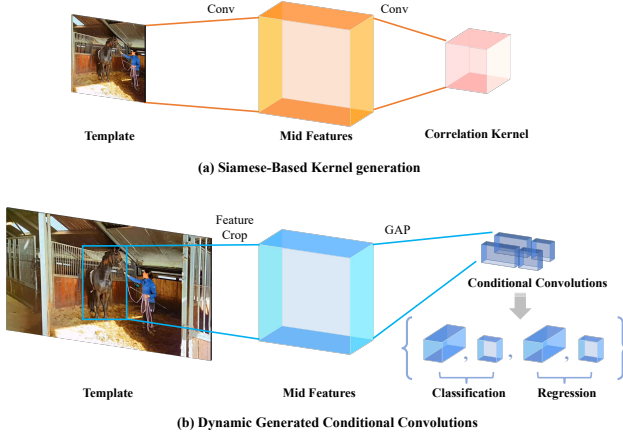 Conv
Conv
Template
Mid Features
Correlation Kernel
(a) Siamese-Based Kernel generation
Feature
Crop
GAP
Conditional Convolutions
{ , , , }
Classification
Regression
Template
Mid Features
(b) Dynamic Generated Conditional Convolutions